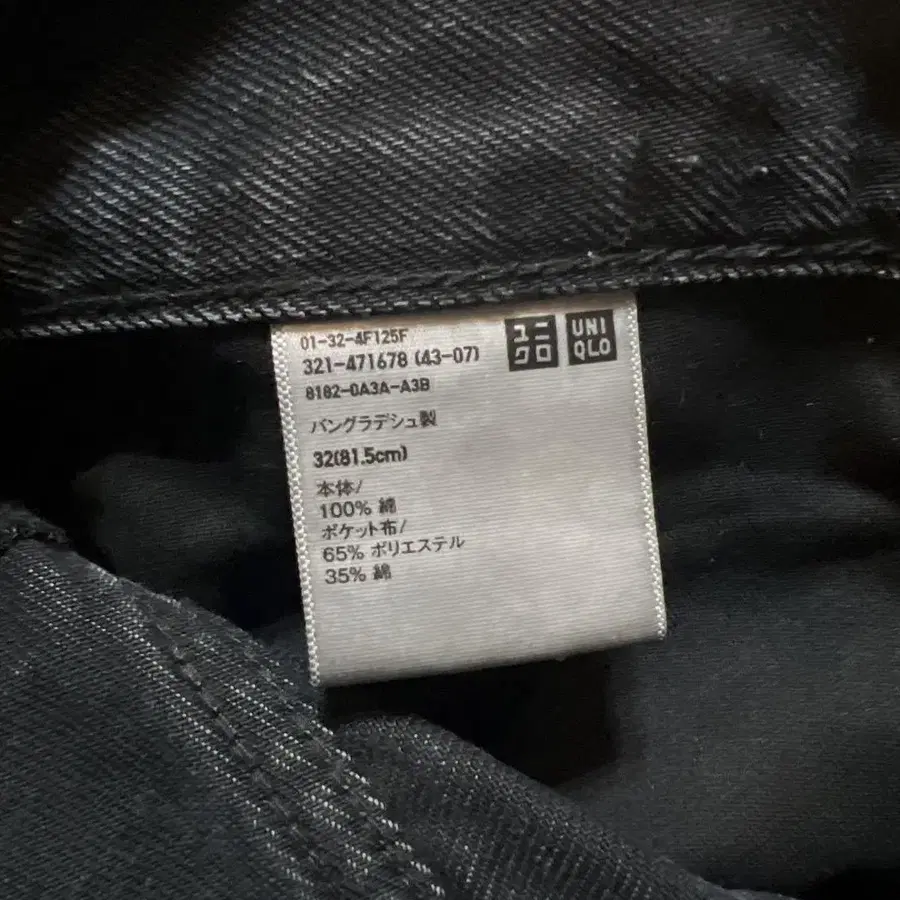 01-32-4F125F
321-471678 (43-07)
8182-0A3A-A3B
バングラデシュ製
32(81.5cm)
本体/
100% 綿
ポケット布/
65% ポリエステル
35% 綿
ユニ
クロ
UNI
QLO